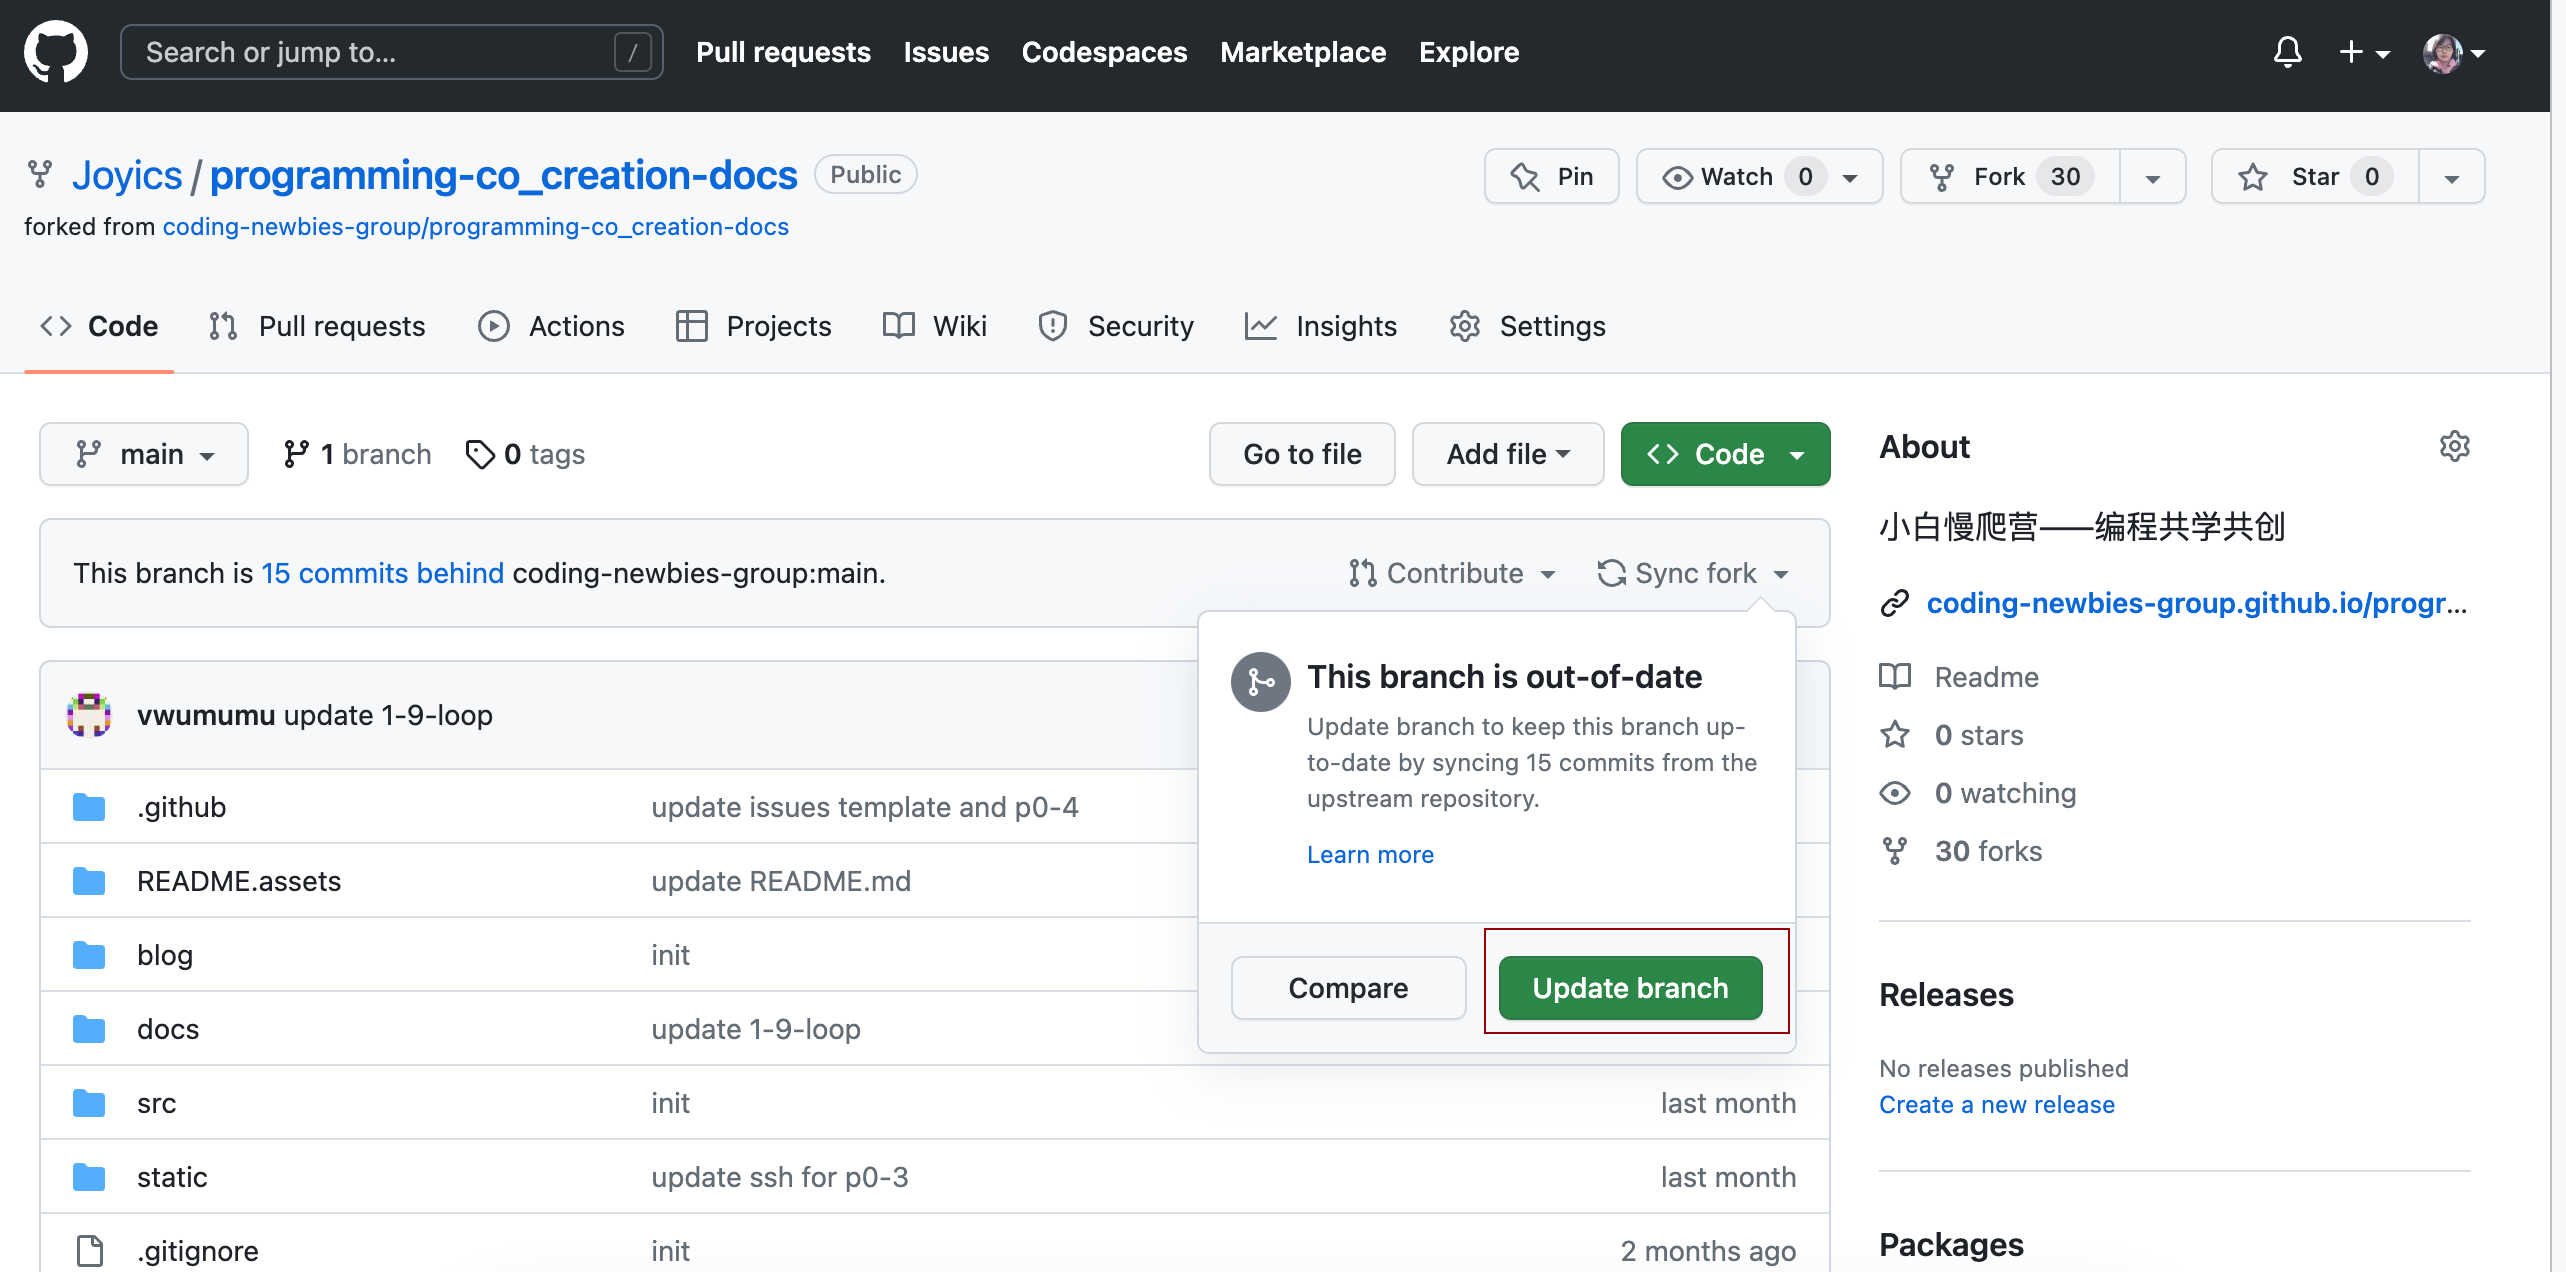 Search or jump to... /
Pull requests Issues Codespaces Marketplace Explore
Joyics / programming-co_creation-docs Public
Pin Watch 0 Fork 30 Star 0
forked from coding-newbies-group/programming-co_creation-docs
Code Pull requests Actions Projects Wiki Security Insights Settings
main 1 branch 0 tags Go to file Add file Code
This branch is 15 commits behind coding-newbies-group:main. Contribute Sync fork
This branch is out-of-date
Update branch to keep this branch up-
to-date by syncing 15 commits from the
upstream repository.
Learn more
Compare Update branch
vwumumu update 1-9-loop
.github update issues template and p0-4
README.assets update README.md
blog init
docs update 1-9-loop
src init last month
static update ssh for p0-3 last month
.gitignore init 2 months ago
About
小白慢爬营——编程共学共创
coding-newbies-group.github.io/progr...
Readme
0 stars
0 watching
30 forks
Releases
No releases published
Create a new release
Packages